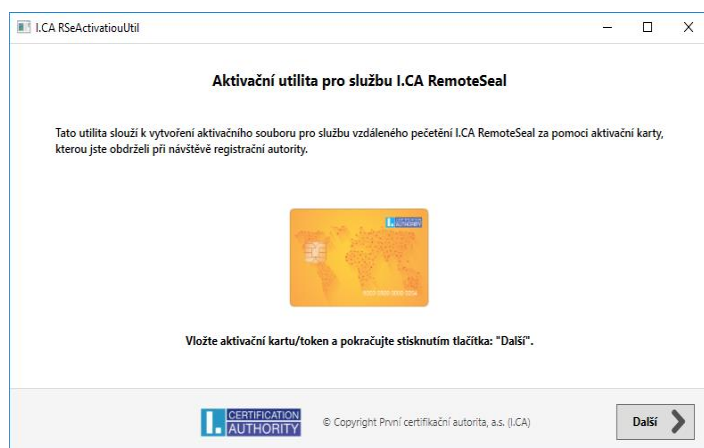 I.CA RSeActivatiouUtil
Aktivační utilita pro službu I.CA RemoteSeal
Tato utilita slouží k vytvoření aktivačního souboru pro službu vzdáleného pečetění I.CA RemoteSeal za pomoci aktivační karty,
kterou jste obdrželi při návštěvě registrační autority.
I. CERTIFICATION
AUTHORITY
Vložte aktivační kartu/token a pokračujte stisknutím tlačítka: "Další".
I. CERTIFICATION
AUTHORITY
© Copyright První certifikační autorita, a.s. (I.CA)
Další